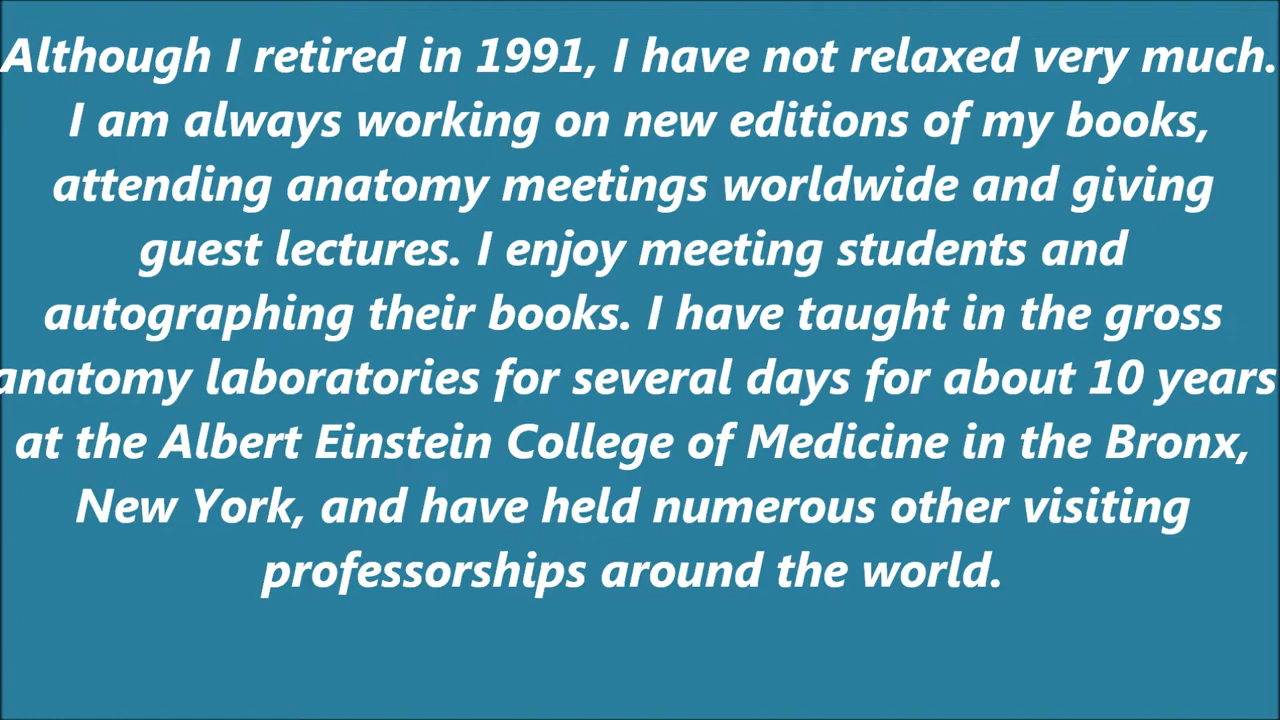 Although I retired in 1991, I have not relaxed very much.
I am always working on new editions of my books,
attending anatomy meetings worldwide and giving
guest lectures. I enjoy meeting students and
autographing their books. I have taught in the gross
anatomy laboratories for several days for about 10 years
at the Albert Einstein College of Medicine in the Bronx,
New York, and have held numerous other visiting
professorships around the world.